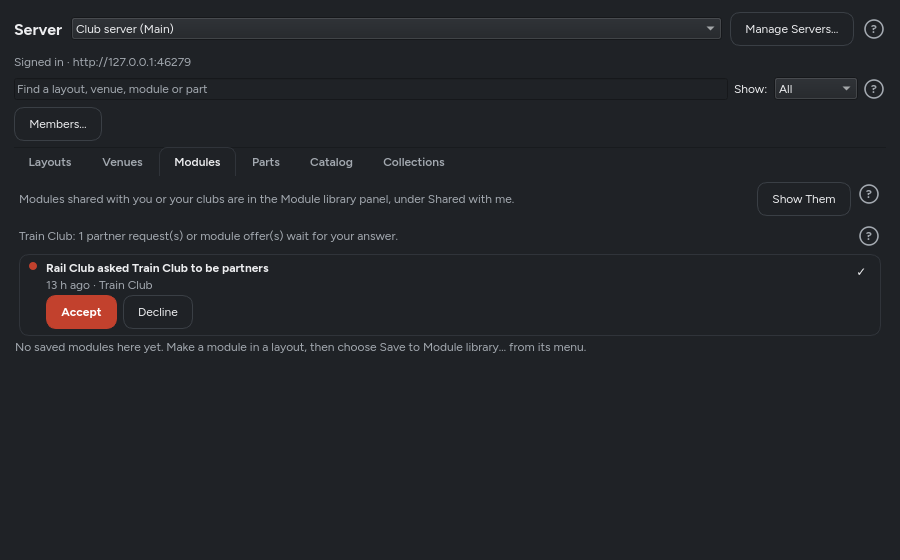 Server Club server (Main) Manage Servers... ?
Signed in · http://127.0.0.1:46279
Find a layout, venue, module or part Show: All ?
Members...
Layouts Venues Modules Parts Catalog Collections
Modules shared with you or your clubs are in the Module library panel, under Shared with me. Show Them ?
Train Club: 1 partner request(s) or module offer(s) wait for your answer. ?
Rail Club asked Train Club to be partners ✓
13 h ago · Train Club
Accept Decline
No saved modules here yet. Make a module in a layout, then choose Save to Module library... from its menu.